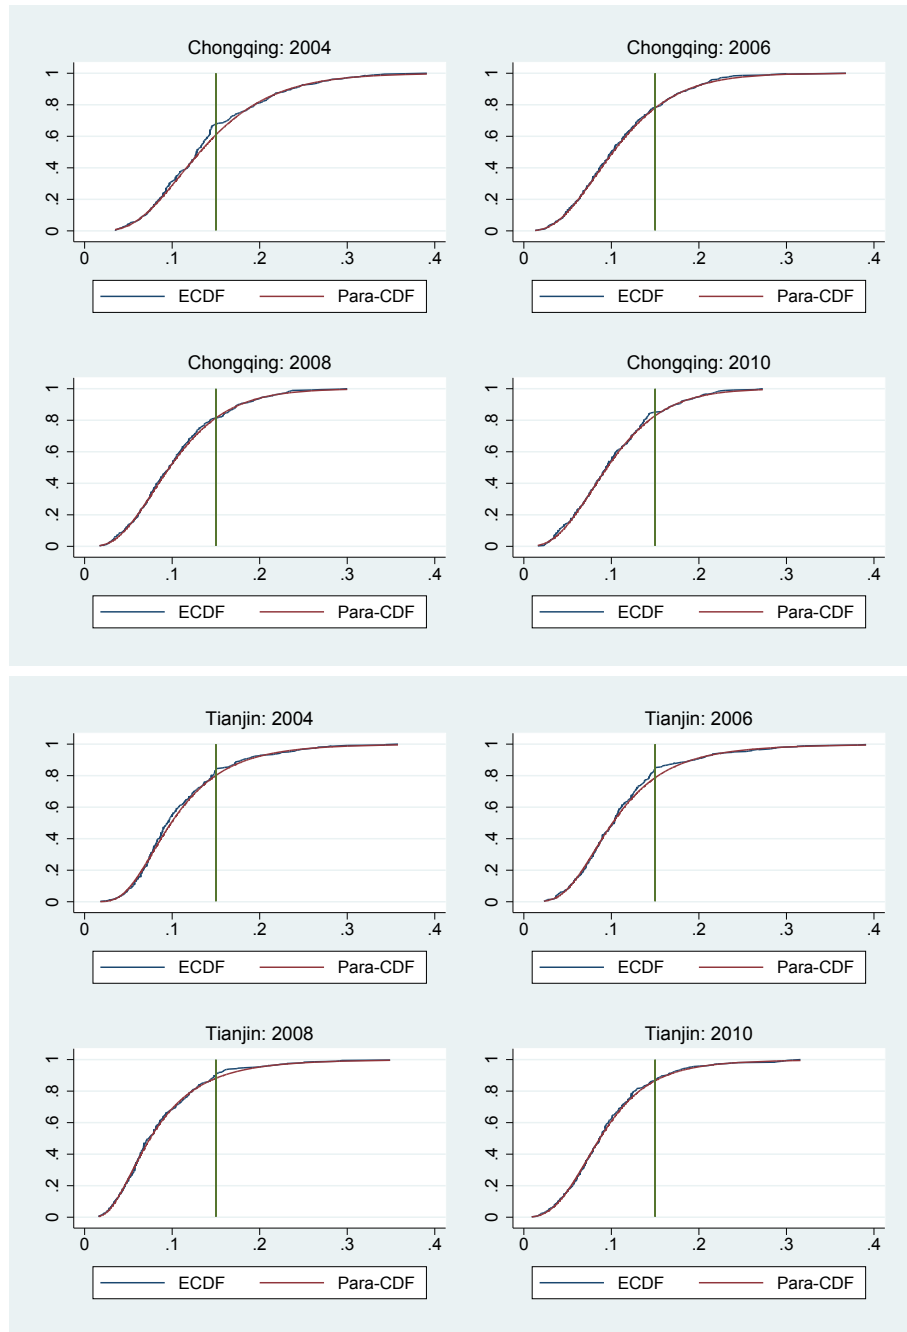 Chongqing: 2004
1
.8
.6
.4
.2
0
0 .1 .2 .3 .4
ECDF Para-CDF
Chongqing: 2006
1
.8
.6
.4
.2
0
0 .1 .2 .3 .4
ECDF Para-CDF
Chongqing: 2008
1
.8
.6
.4
.2
0
0 .1 .2 .3 .4
ECDF Para-CDF
Chongqing: 2010
1
.8
.6
.4
.2
0
0 .1 .2 .3 .4
ECDF Para-CDF
Tianjin: 2004
1
.8
.6
.4
.2
0
0 .1 .2 .3 .4
ECDF Para-CDF
Tianjin: 2006
1
.8
.6
.4
.2
0
0 .1 .2 .3 .4
ECDF Para-CDF
Tianjin: 2008
1
.8
.6
.4
.2
0
0 .1 .2 .3 .4
ECDF Para-CDF
Tianjin: 2010
1
.8
.6
.4
.2
0
0 .1 .2 .3 .4
ECDF Para-CDF